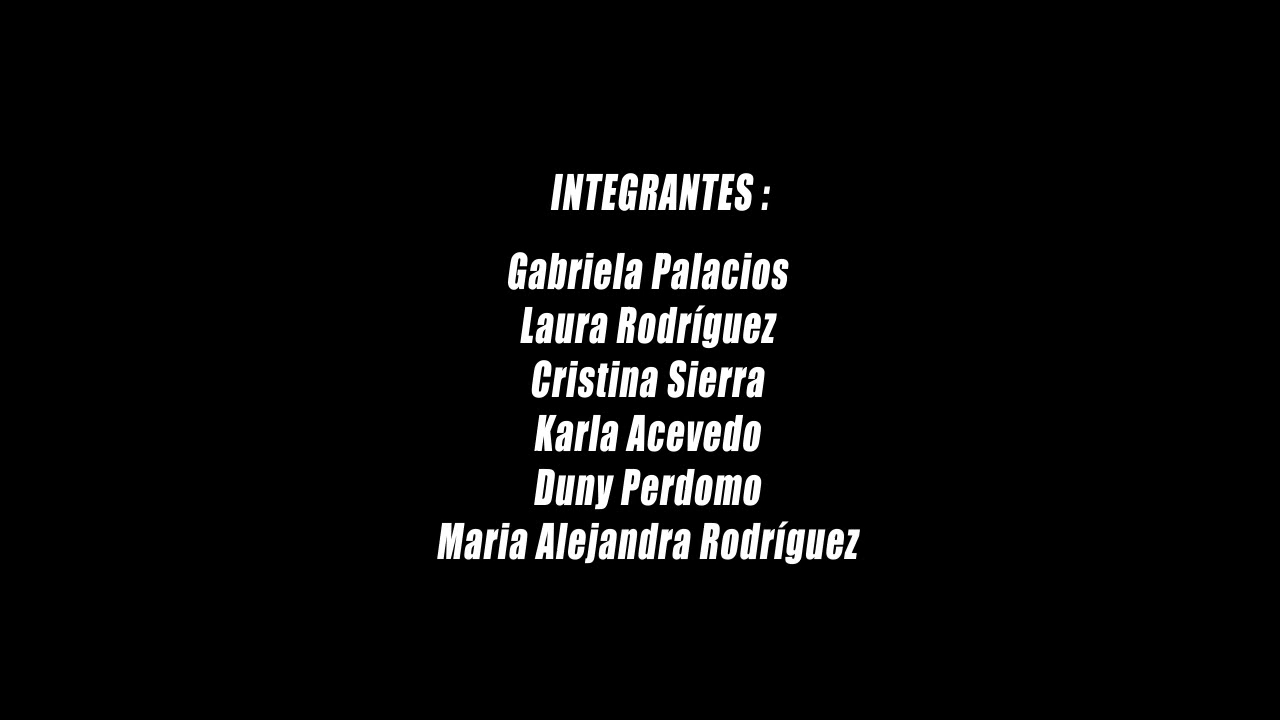 INTEGRANTES :
Gabriela Palacios
Laura Rodríguez
Cristina Sierra
Karla Acevedo
Duny Perdomo
Maria Alejandra Rodríguez